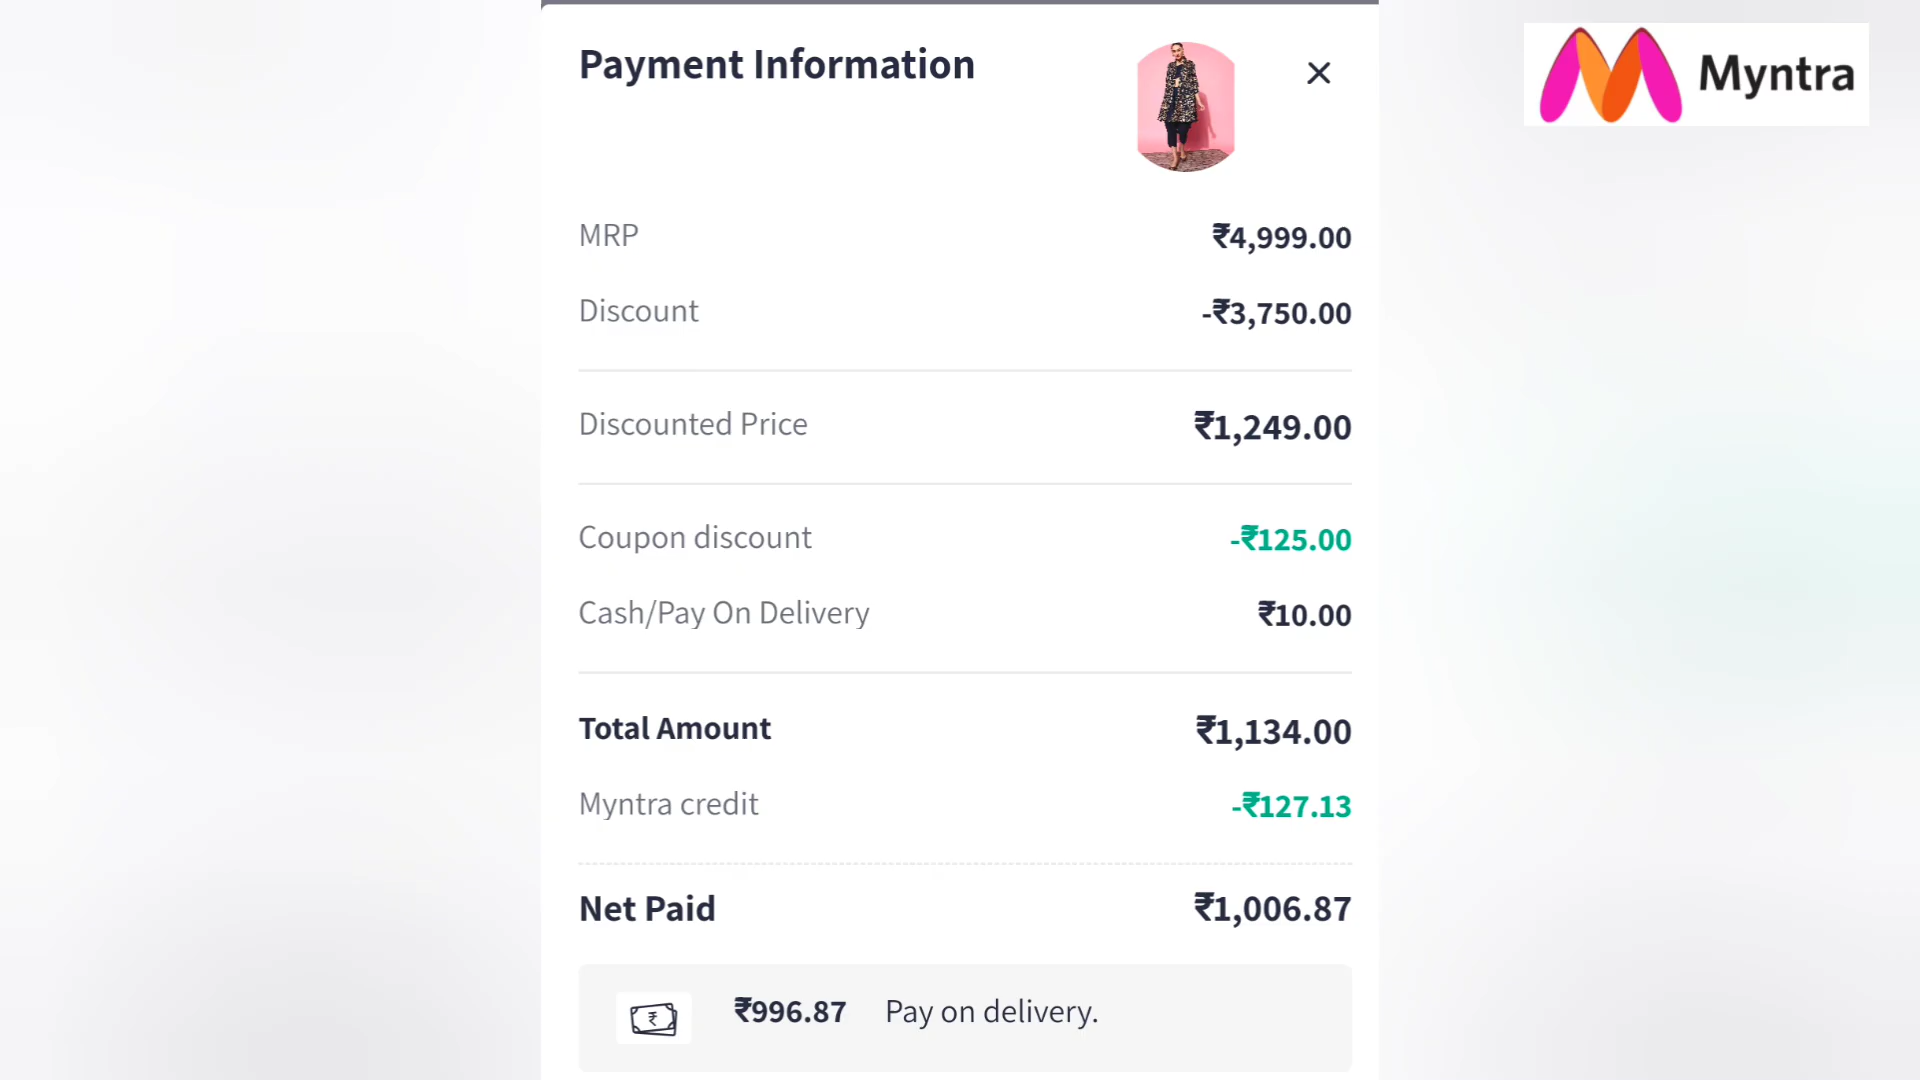 Payment Information
Myntra
MRP ₹4,999.00
Discount -₹3,750.00
Discounted Price ₹1,249.00
Coupon discount -₹125.00
Cash/Pay On Delivery ₹10.00
Total Amount ₹1,134.00
Myntra credit -₹127.13
Net Paid ₹1,006.87
₹996.87 Pay on delivery.